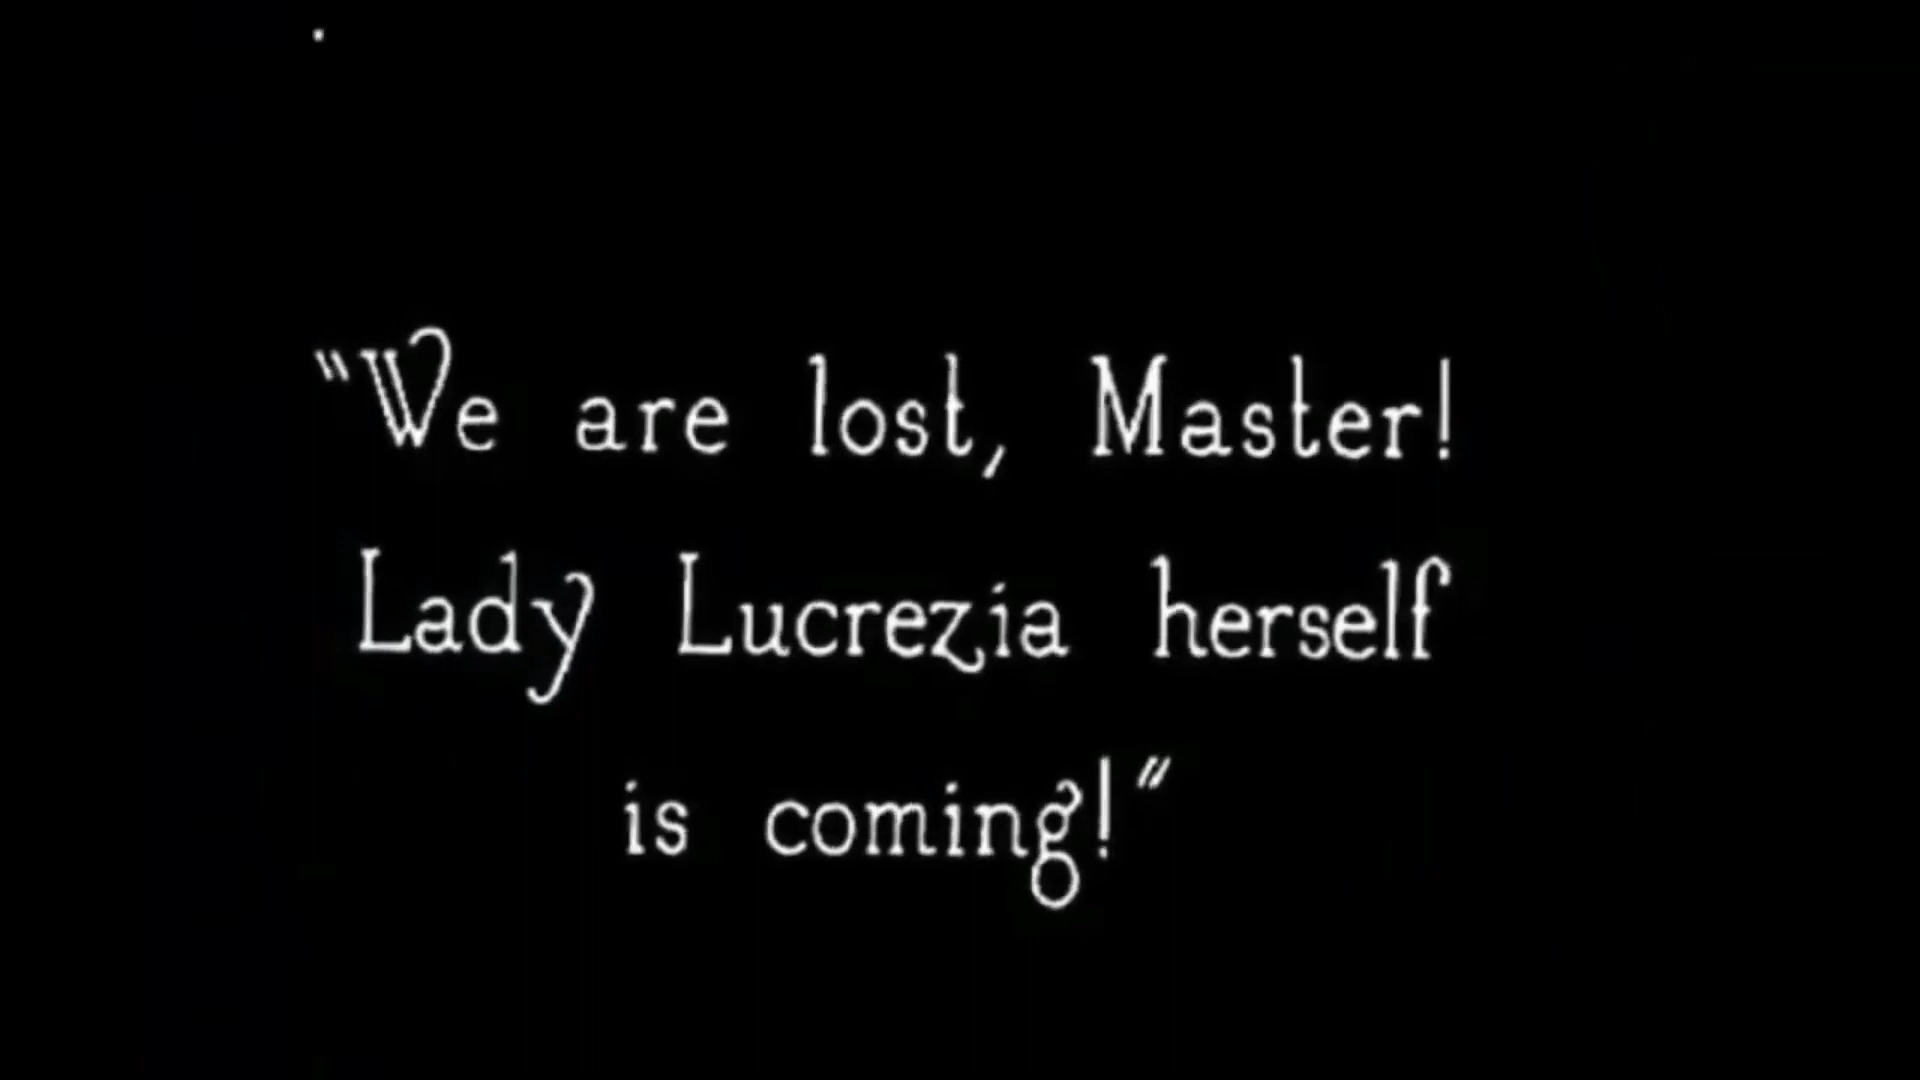 “We are lost, Master!
Lady Lucrezia herself
is coming!”